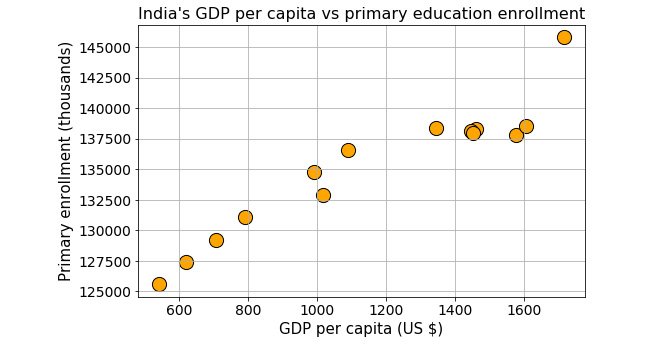 India's GDP per capita vs primary education enrollment
145000
142500
140000
137500
135000
132500
130000
127500
125000
Primary enrollment (thousands)
600 800 1000 1200 1400 1600
GDP per capita (US $)